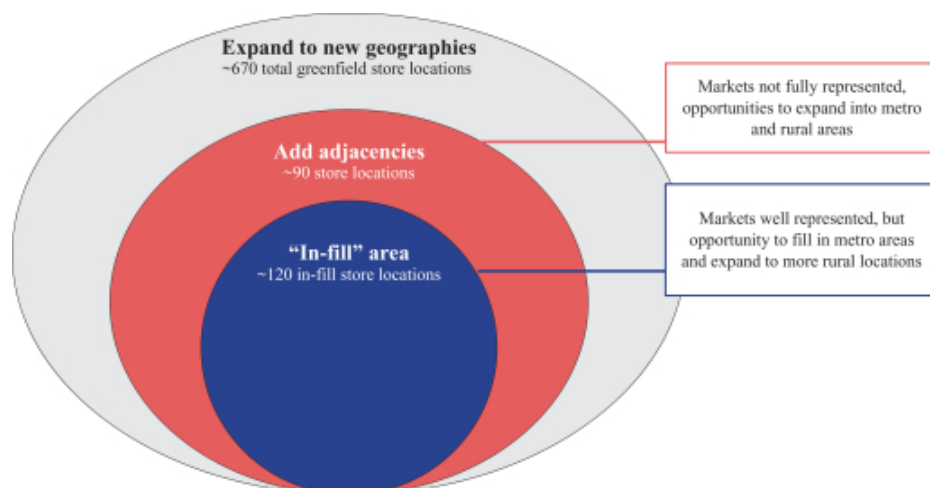 Expand to new geographies
~670 total greenfield store locations
Add adjacencies
~90 store locations
“In-fill” area
~120 in-fill store locations
Markets not fully represented,
opportunities to expand into metro
and rural areas
Markets well represented, but
opportunity to fill in metro areas
and expand to more rural locations